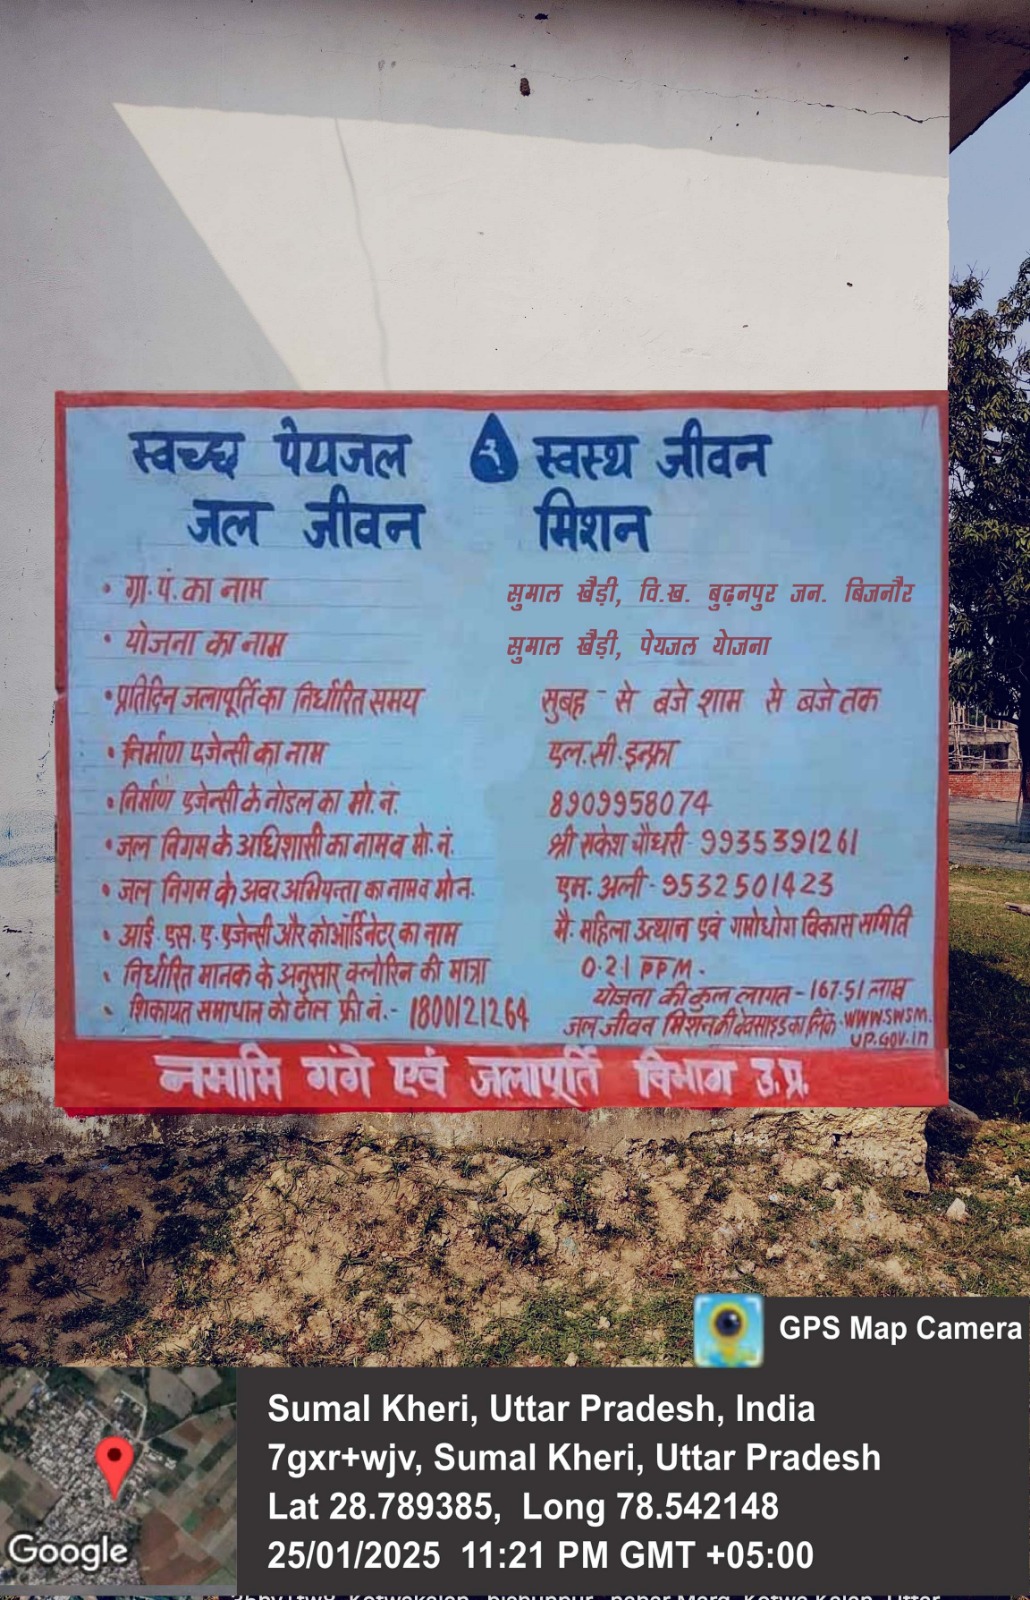 स्वच्छ पेयजल स्वस्थ जीवन
जल जीवन मिशन
• ग्रा. पं. का नाम सुमाल खैड़ी, वि.ख. बुढ़नपुर जन. बिजनौर
• योजना का नाम सुमाल खैड़ी, पेयजल योजना
• प्रतिदिन जलापूर्ति का निर्धारित समय सुबह - से बजे शाम से बजे तक
• निर्माण एजेन्सी का नाम एल.सी.इन्फ्रा
• निर्माण एजेन्सी के नोडल का मो. नं. 8909958074
• जल निगम के अधिशासी का नाम व मो. नं. श्री राकेश चौधरी - 9935391261
• जल निगम के अवर अभियन्ता का नाम व मो न. एम. अली - 9532501423
• आई. एस. ए. एजेन्सी और कोऑर्डिनेटर का नाम मै. महिला उत्थान एवं गमोधोग विकास समिति
• निर्धारित मानक के अनुसार क्लोरिन की मात्रा 0.21 PPM.
योजना की कुल लागत - 167.51 लाख
• शिकायत समाधान को टोल फ्री नं. - 1800121264
जल जीवन मिशन की वेवसाइड का लिंक - WWW.SWSM.
UP.GOV.in
नमामि गंगे एवं जलापूर्ति विभाग उ.प्र.
GPS Map Camera
Sumal Kheri, Uttar Pradesh, India
7gxr+wjv, Sumal Kheri, Uttar Pradesh
Lat 28.789385, Long 78.542148
25/01/2025 11:21 PM GMT +05:00
Google